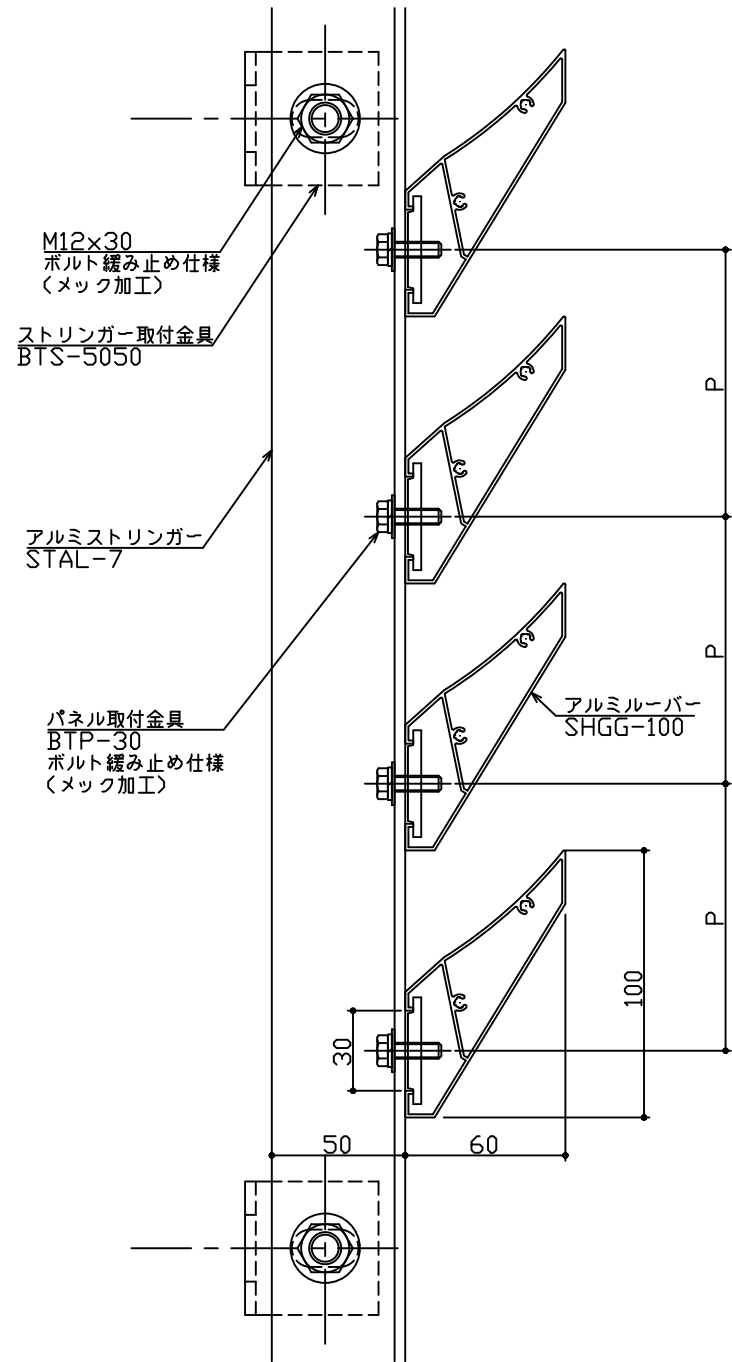 M12×30
ボルト緩み止め仕様
(メック加工)
ストリンガー取付金具
BTS-5050
アルミストリンガー
STAL-7
パネル取付金具
BTP-30
ボルト緩み止め仕様
(メック加工)
アルミルーバー
SHGG-100
P
P
P
100
30
50
60